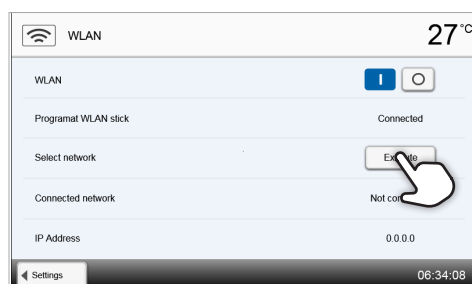 WLAN 27°C
WLAN I O
Programat WLAN stick Connected
Select network
Connected network Not
IP Address 0.0.0.0
Settings 06:34:08